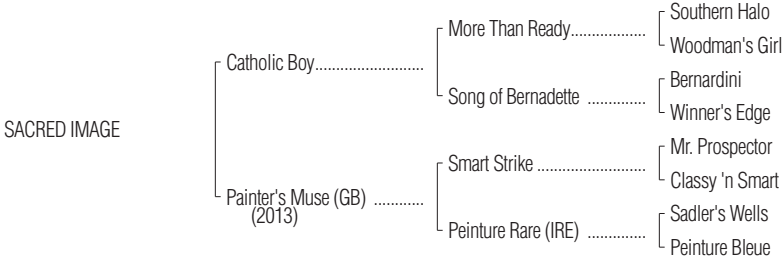 Southern Halo
More Than Ready..................
Woodman's Girl
Catholic Boy..........................
Bernardini
Song of Bernadette ..............
Winner's Edge
SACRED IMAGE
Mr. Prospector
Smart Strike ..........................
Classy 'n Smart
Painter's Muse (GB) ............
(2013)
Sadler's Wells
Peinture Rare (IRE) ..............
Peinture Bleue